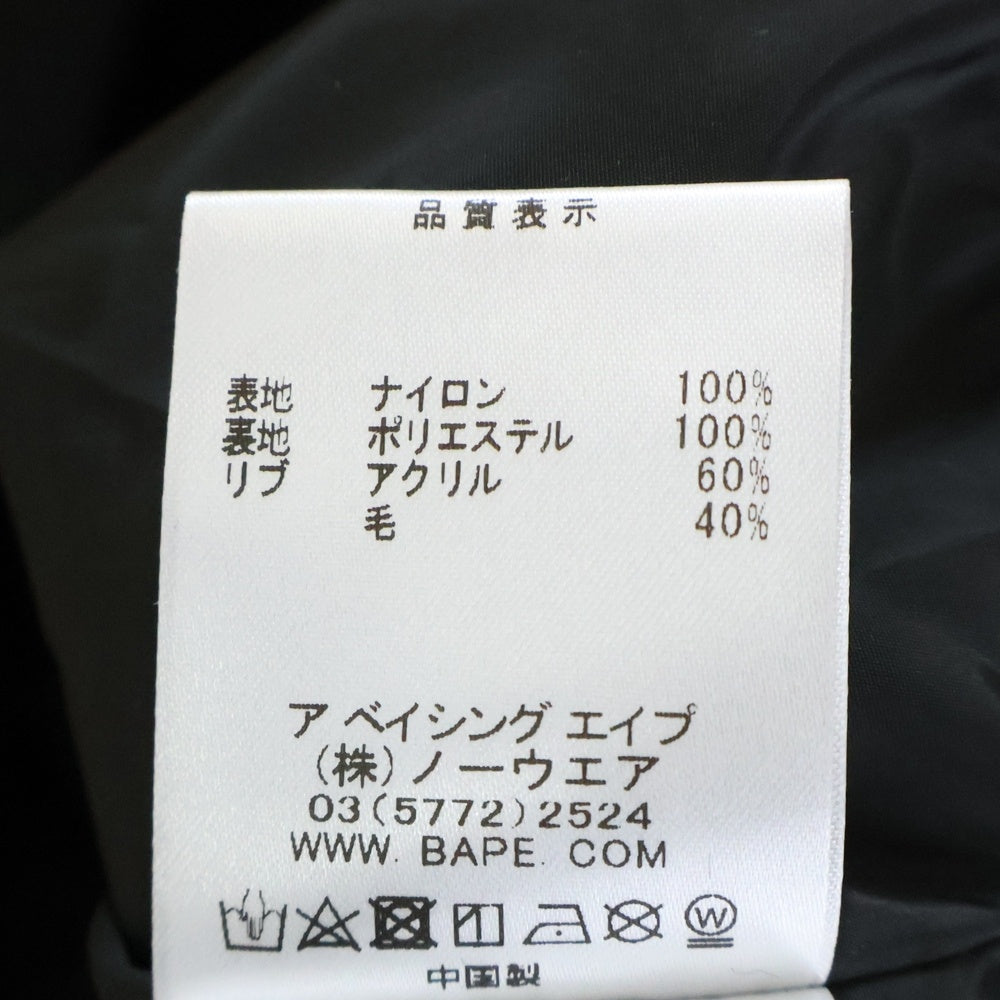 品質表示
表地 ナイロン 100%
裏地 ポリエステル 100%
リブ アクリル 60%
毛 40%
ア ベイシング エイプ
(株)ノーウエア
03(5772)2524
WWW. BAPE. COM
W
中国製